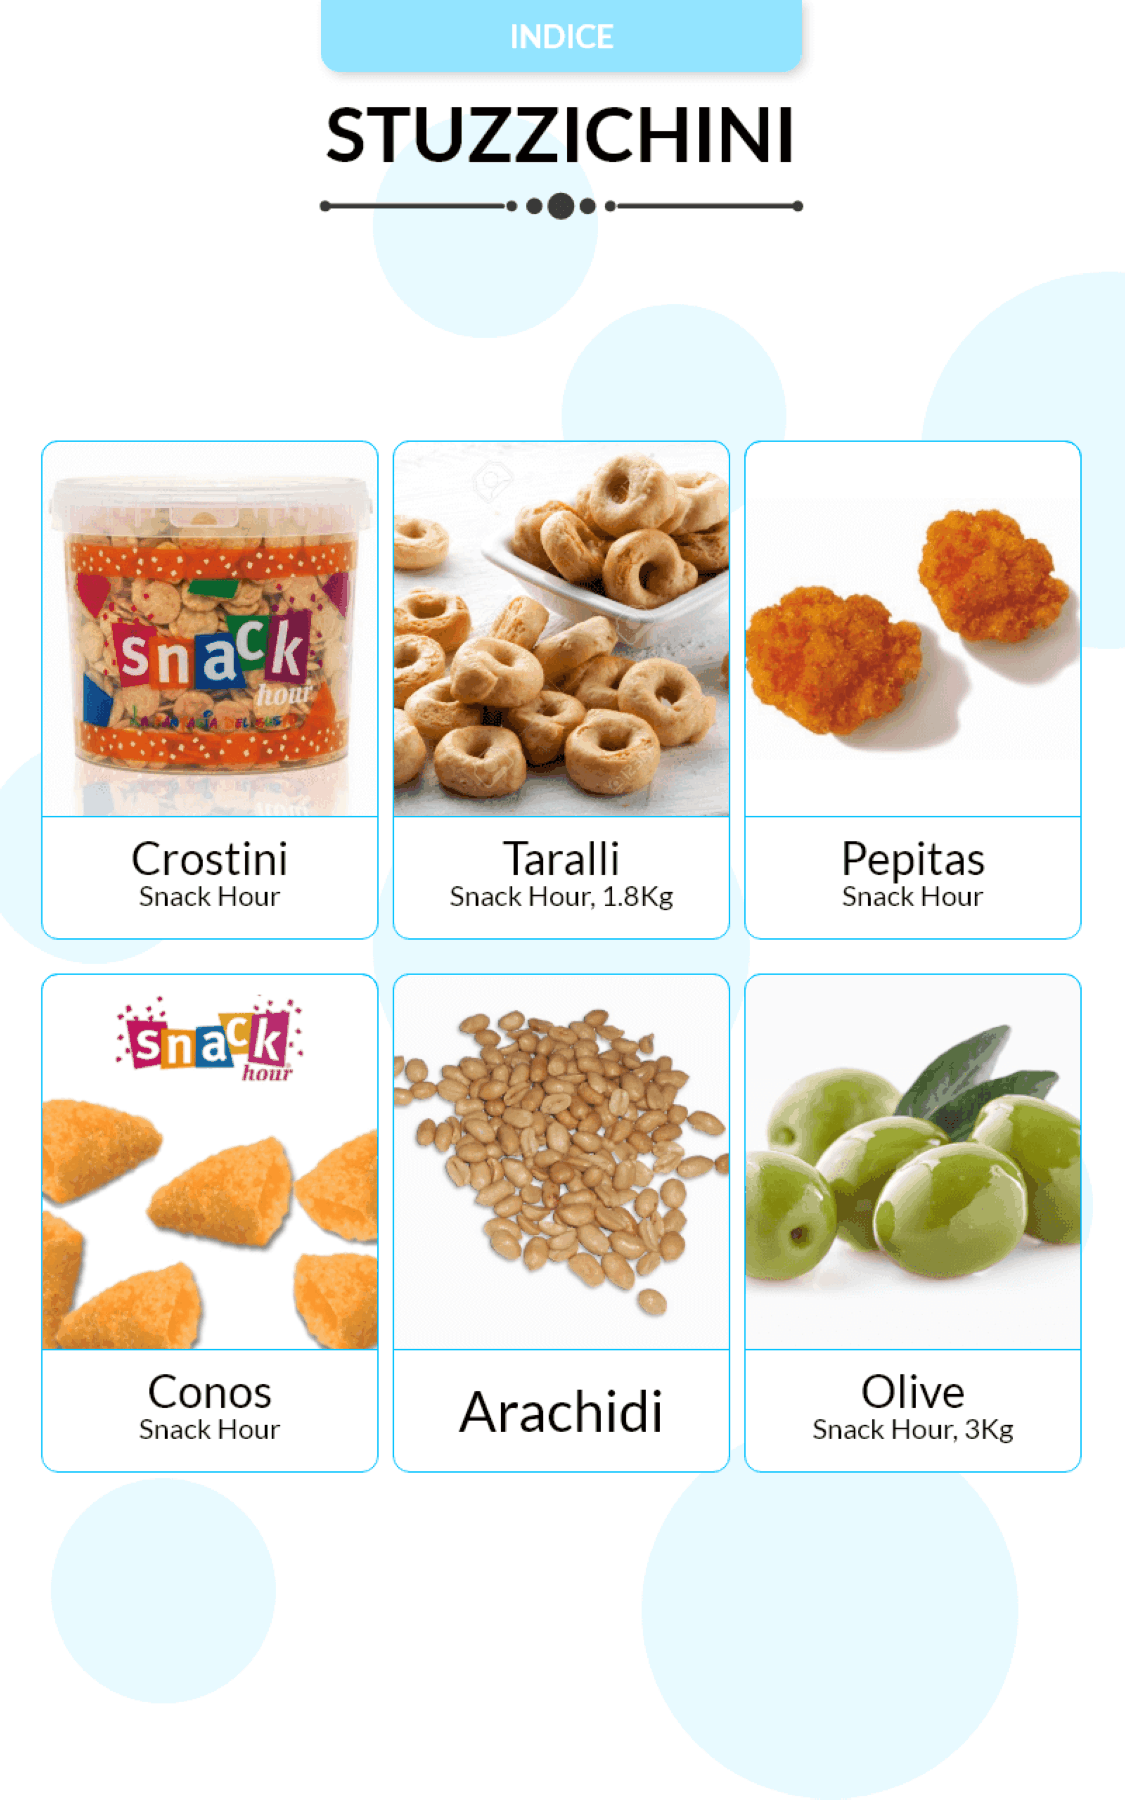 INDICE
STUZZICHINI
snack
hour
Crostini
Snack Hour
Taralli
Snack Hour, 1.8Kg
Pepitas
Snack Hour
snack
hour
Conos
Snack Hour
Arachidi
Olive
Snack Hour, 3Kg